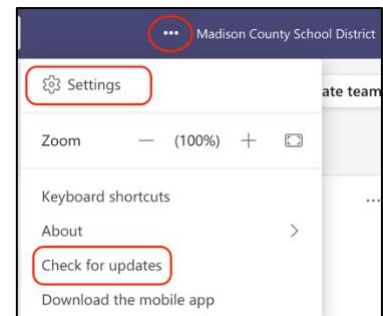 ••• Madison County School District
Settings
ate team
Zoom — (100%) +
Keyboard shortcuts
...
About >
Check for updates
Download the mobile app